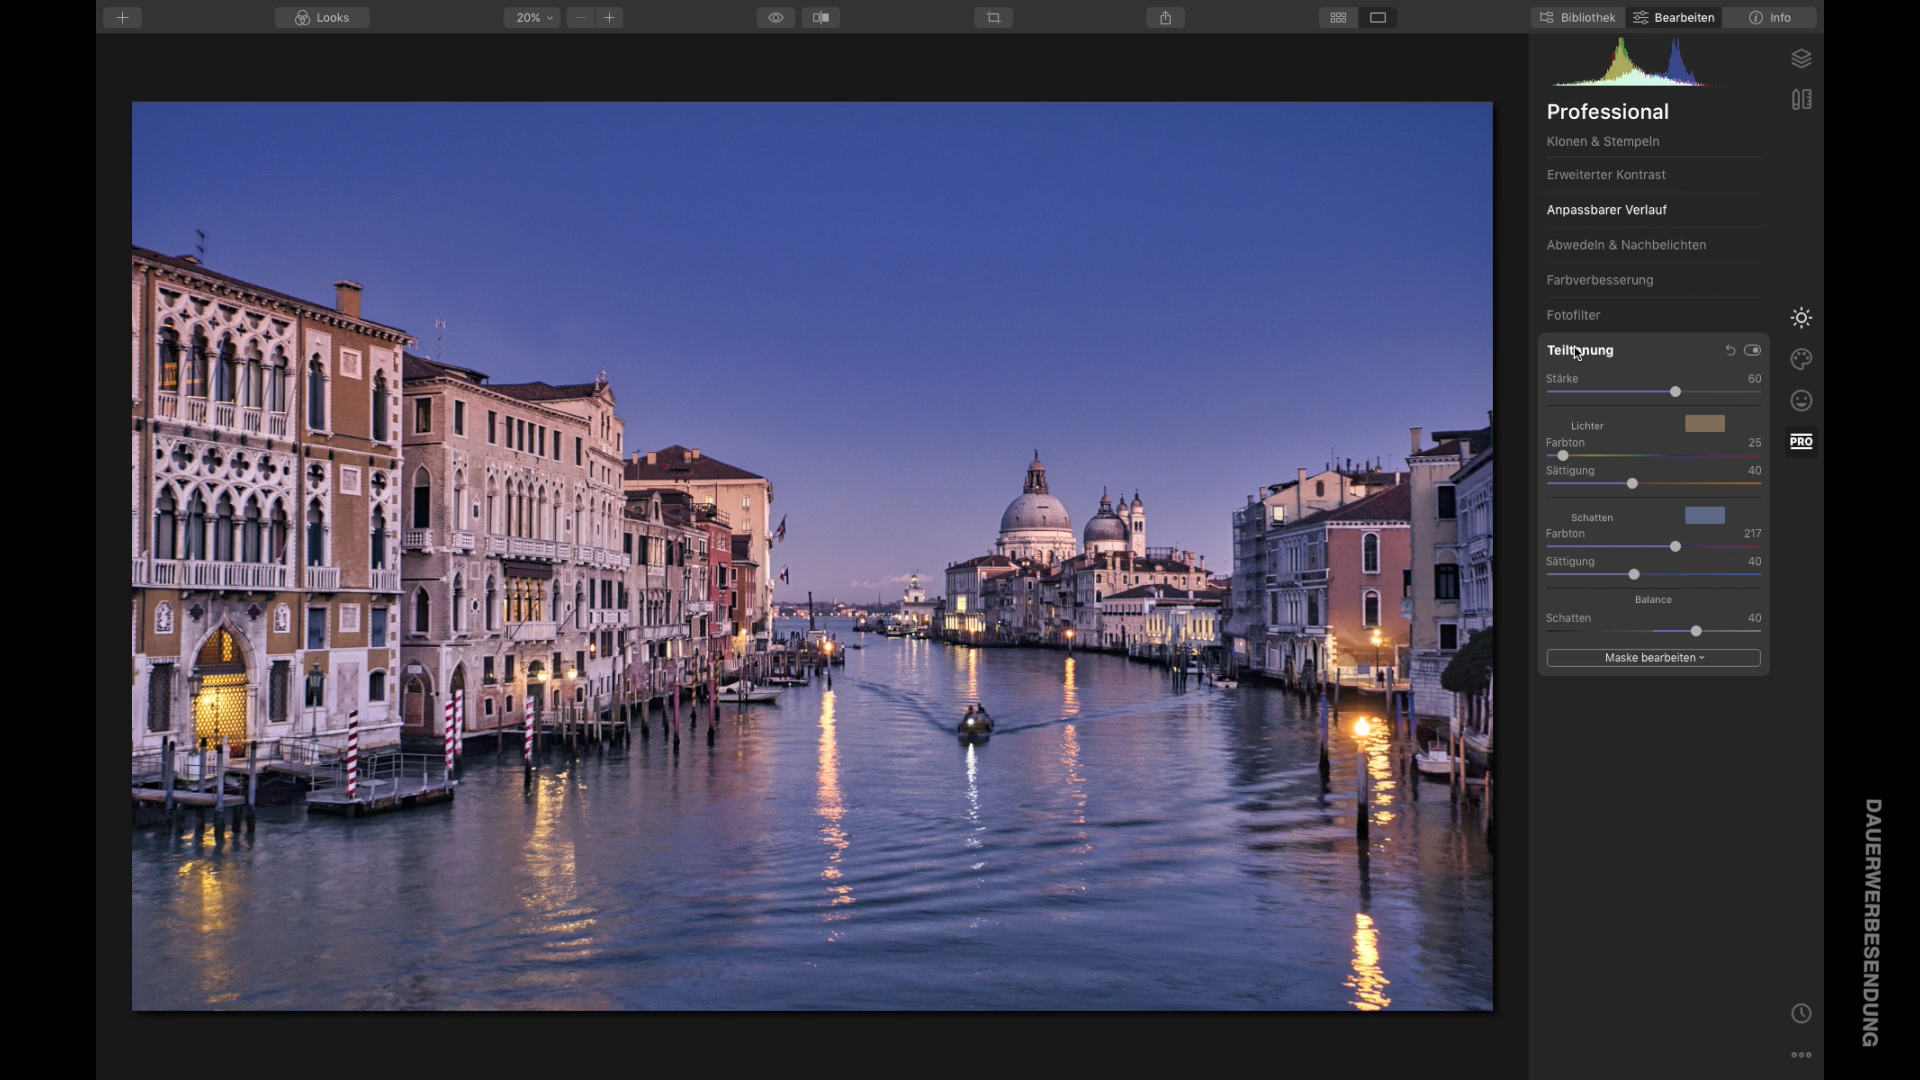 Looks
20%
Bibliothek
Bearbeiten
Info
Professional
Klonen & Stempeln
Erweiterter Kontrast
Anpassbarer Verlauf
Abwedeln & Nachbelichten
Farbverbesserung
Fotofilter
Teiltonung
Stärke 60
Lichter
Farbton 25
Sättigung 40
Schatten
Farbton 217
Sättigung 40
Balance
Schatten 40
Maske bearbeiten
PRO
DAUERWERBESENDUNG